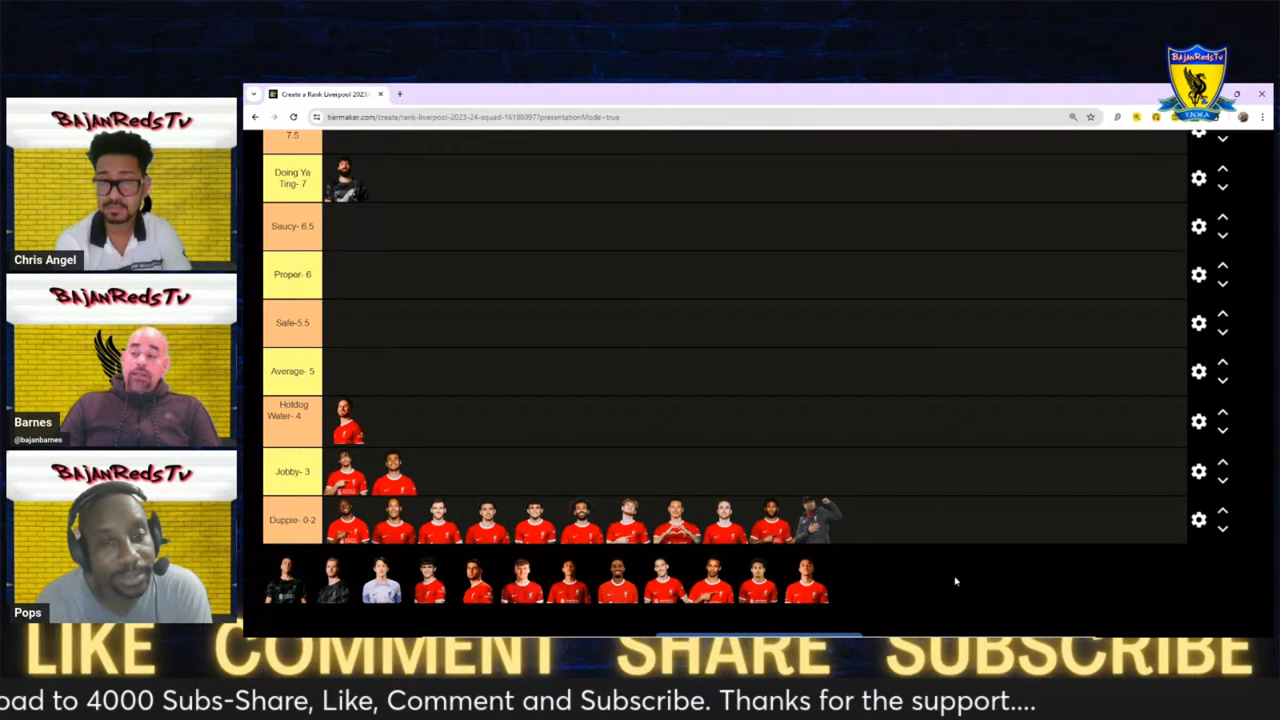 BAJANREDSTV
Y.N.W.A
BAJANREDSTV
Chris Angel
BAJANREDSTV
Barnes
@bajanbarnes
BAJANREDSTV
Pops
Create a Rank Liverpool 2023/
tiermaker.com/create/rank-liverpool-2023-24-squad-16188097?presentationMode=true
7.5
Doing Ya
Ting- 7
Saucy- 6.5
Proper- 6
Safe-5.5
Average- 5
Hotdog
Water- 4
Jobby- 3
Duppie- 0-2
LIKE COMMENT SHARE SUBSCRIBE
oad to 4000 Subs-Share, Like, Comment and Subscribe. Thanks for the support....